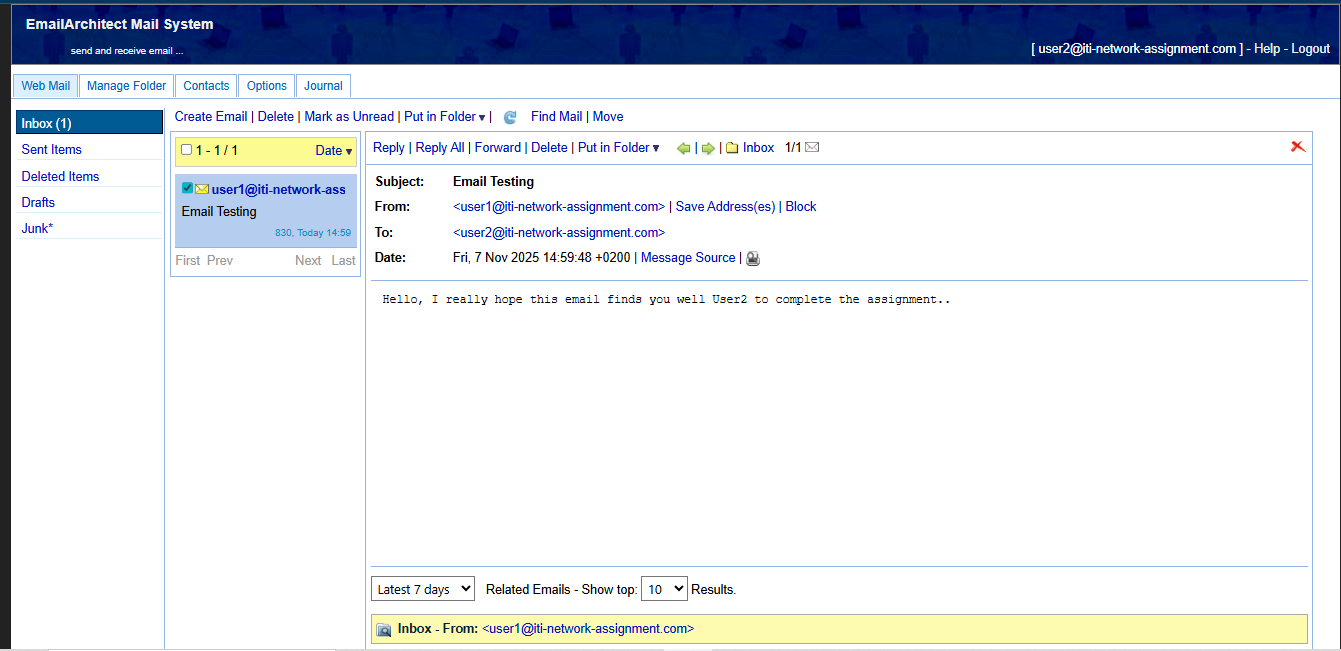 EmailArchitect Mail System
send and receive email ...
[ user2@iti-network-assignment.com ] - Help - Logout
Web Mail Manage Folder Contacts Options Journal
Inbox (1)
Sent Items
Deleted Items
Drafts
Junk*
Create Email | Delete | Mark as Unread | Put in Folder ▾ | Find Mail | Move
1 - 1 / 1 Date ▾
user1@iti-network-ass
Email Testing
830, Today 14:59
First Prev Next Last
Reply | Reply All | Forward | Delete | Put in Folder ▾ | | Inbox 1/1
Subject: Email Testing
From: <user1@iti-network-assignment.com> | Save Address(es) | Block
To: <user2@iti-network-assignment.com>
Date: Fri, 7 Nov 2025 14:59:48 +0200 | Message Source |
Hello, I really hope this email finds you well User2 to complete the assignment..
Latest 7 days Related Emails - Show top: 10 Results.
Inbox - From: <user1@iti-network-assignment.com>